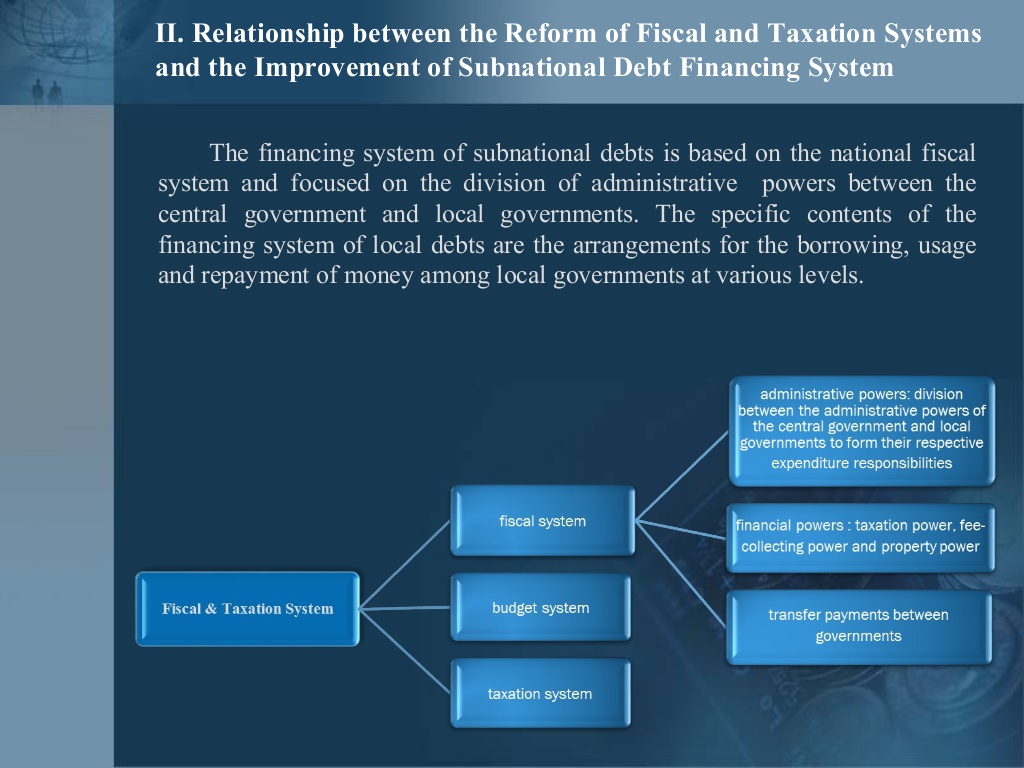 II. Relationship between the Reform of Fiscal and Taxation Systems
and the Improvement of Subnational Debt Financing System
The financing system of subnational debts is based on the national fiscal
system and focused on the division of administrative powers between the
central government and local governments. The specific contents of the
financing system of local debts are the arrangements for the borrowing, usage
and repayment of money among local governments at various levels.
Fiscal & Taxation System
fiscal system
budget system
taxation system
administrative powers: division
between the administrative powers of
the central government and local
governments to form their respective
expenditure responsibilities
financial powers : taxation power, fee-
collecting power and property power
transfer payments between
governments